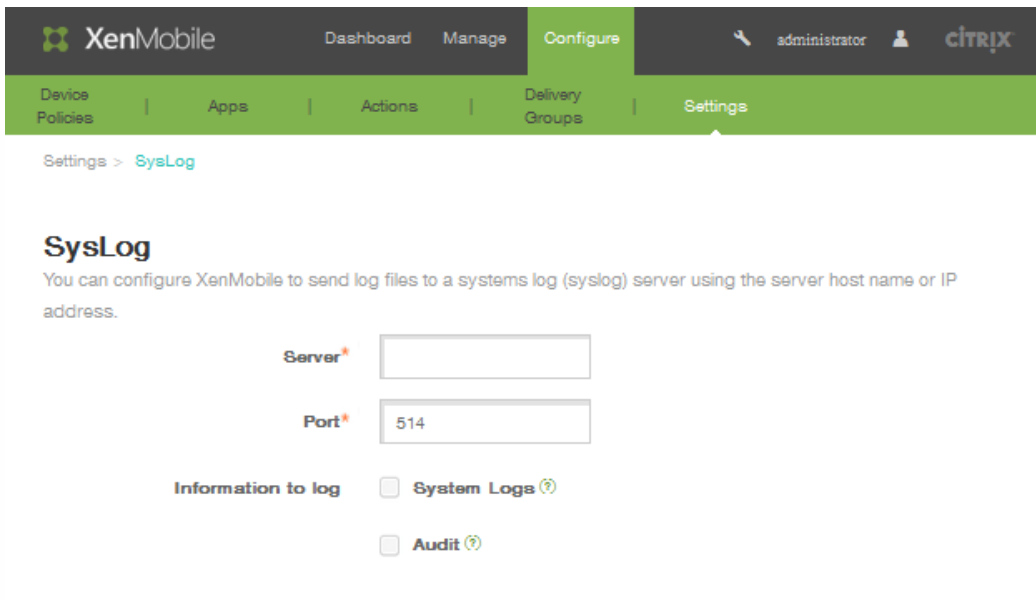 XenMobile Dashboard Manage Configure administrator CİTRIX
Device Policies | Apps | Actions | Delivery Groups | Settings
Settings > SysLog
SysLog
You can configure XenMobile to send log files to a systems log (syslog) server using the server host name or IP
address.
Server*
Port* 514
Information to log System Logs (?)
Audit (?)